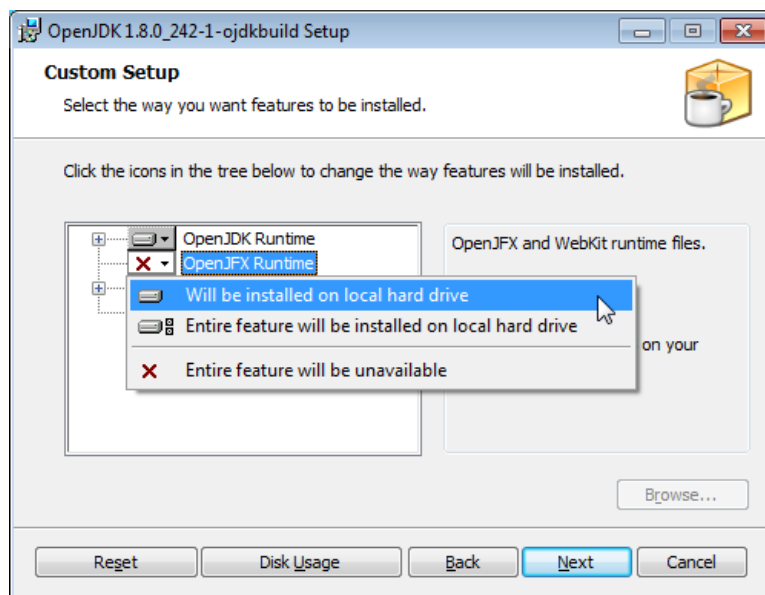 OpenJDK 1.8.0_242-1-ojdkbuild Setup
Custom Setup
Select the way you want features to be installed.
Click the icons in the tree below to change the way features will be installed.
OpenJDK Runtime
OpenJFX Runtime
OpenJFX and WebKit runtime files.
Will be installed on local hard drive
Entire feature will be installed on local hard drive
on your
Entire feature will be unavailable
Browse...
Reset
Disk Usage
Back
Next
Cancel